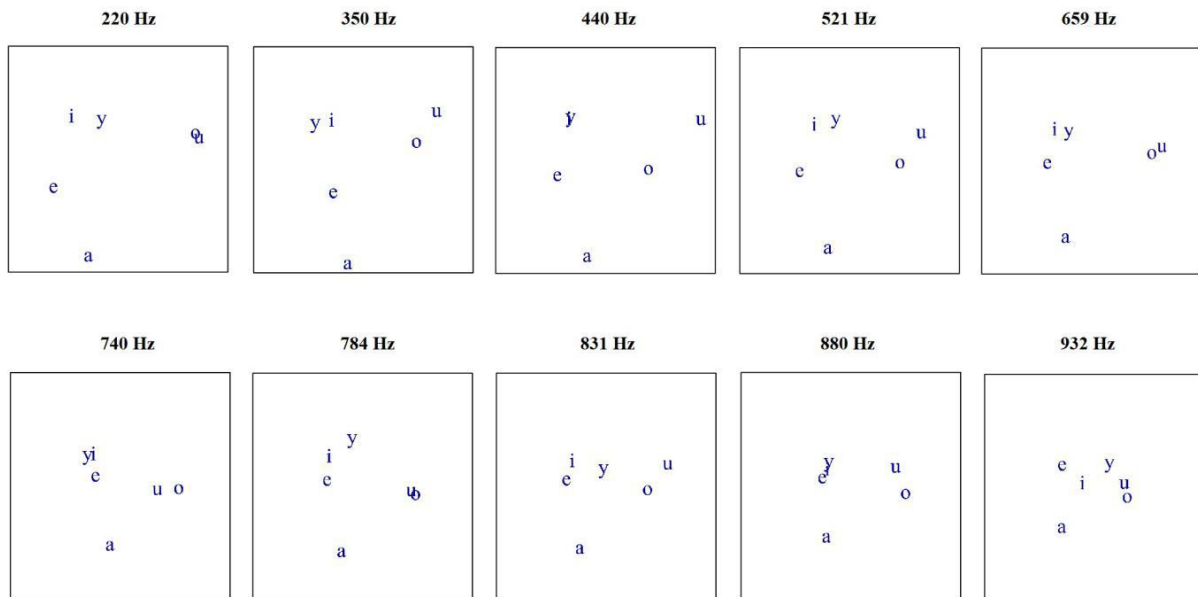 220 Hz 350 Hz 440 Hz 521 Hz 659 Hz
i y o u e a
y i u o e a
i y u o e a
i y u o e a
i y u o e a
740 Hz 784 Hz 831 Hz 880 Hz 932 Hz
y i e u o a
y i e u o a
i y u e o a
y i u e o a
e y i u o a